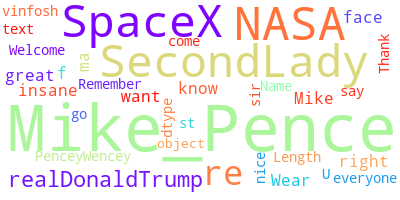 vinfosh SpaceX NASA face
text
Welcome come SecondLady Thank
great f ma
insane Remember want know sir Name Mike say
go Mike_Pence
dtype st
PenceyWencey object nice Length right
realDonaldTrump re Wear U everyone